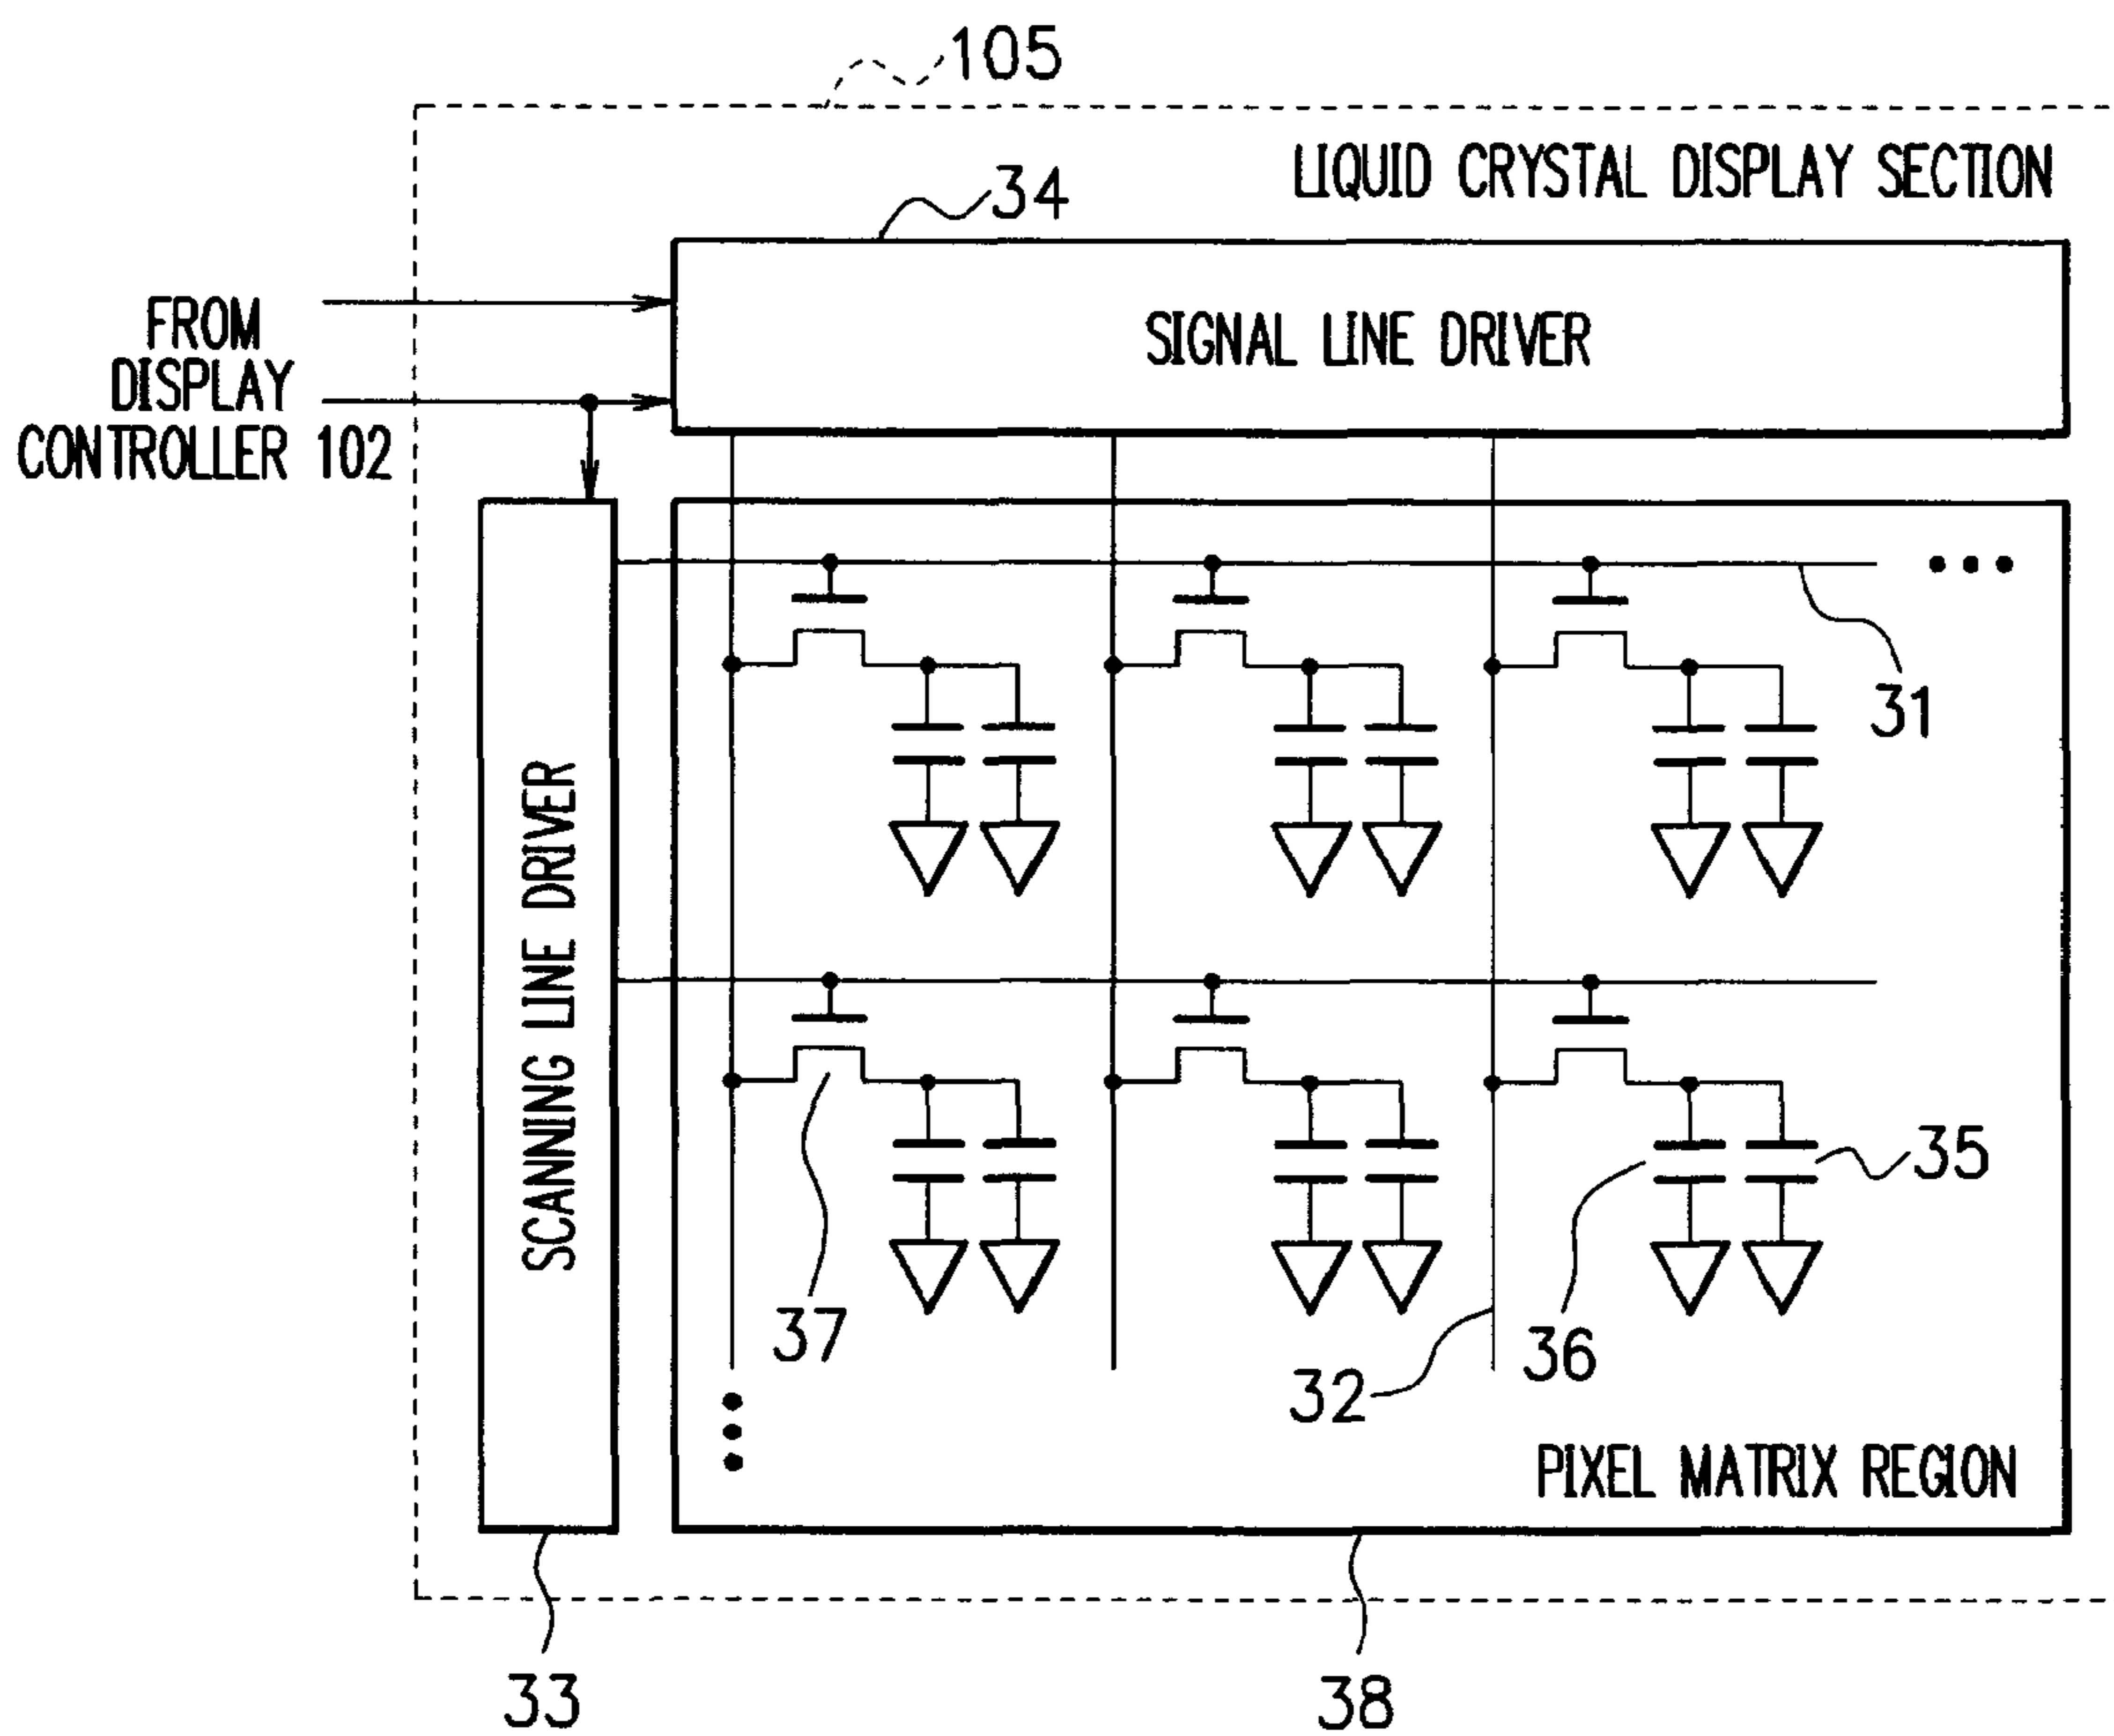 105
LIQUID CRYSTAL DISPLAY SECTION
34
FROM
DISPLAY
CONTROLLER 102
SIGNAL LINE DRIVER
31
SCANNING LINE DRIVER
35
37
36
32
PIXEL MATRIX REGION
33
38